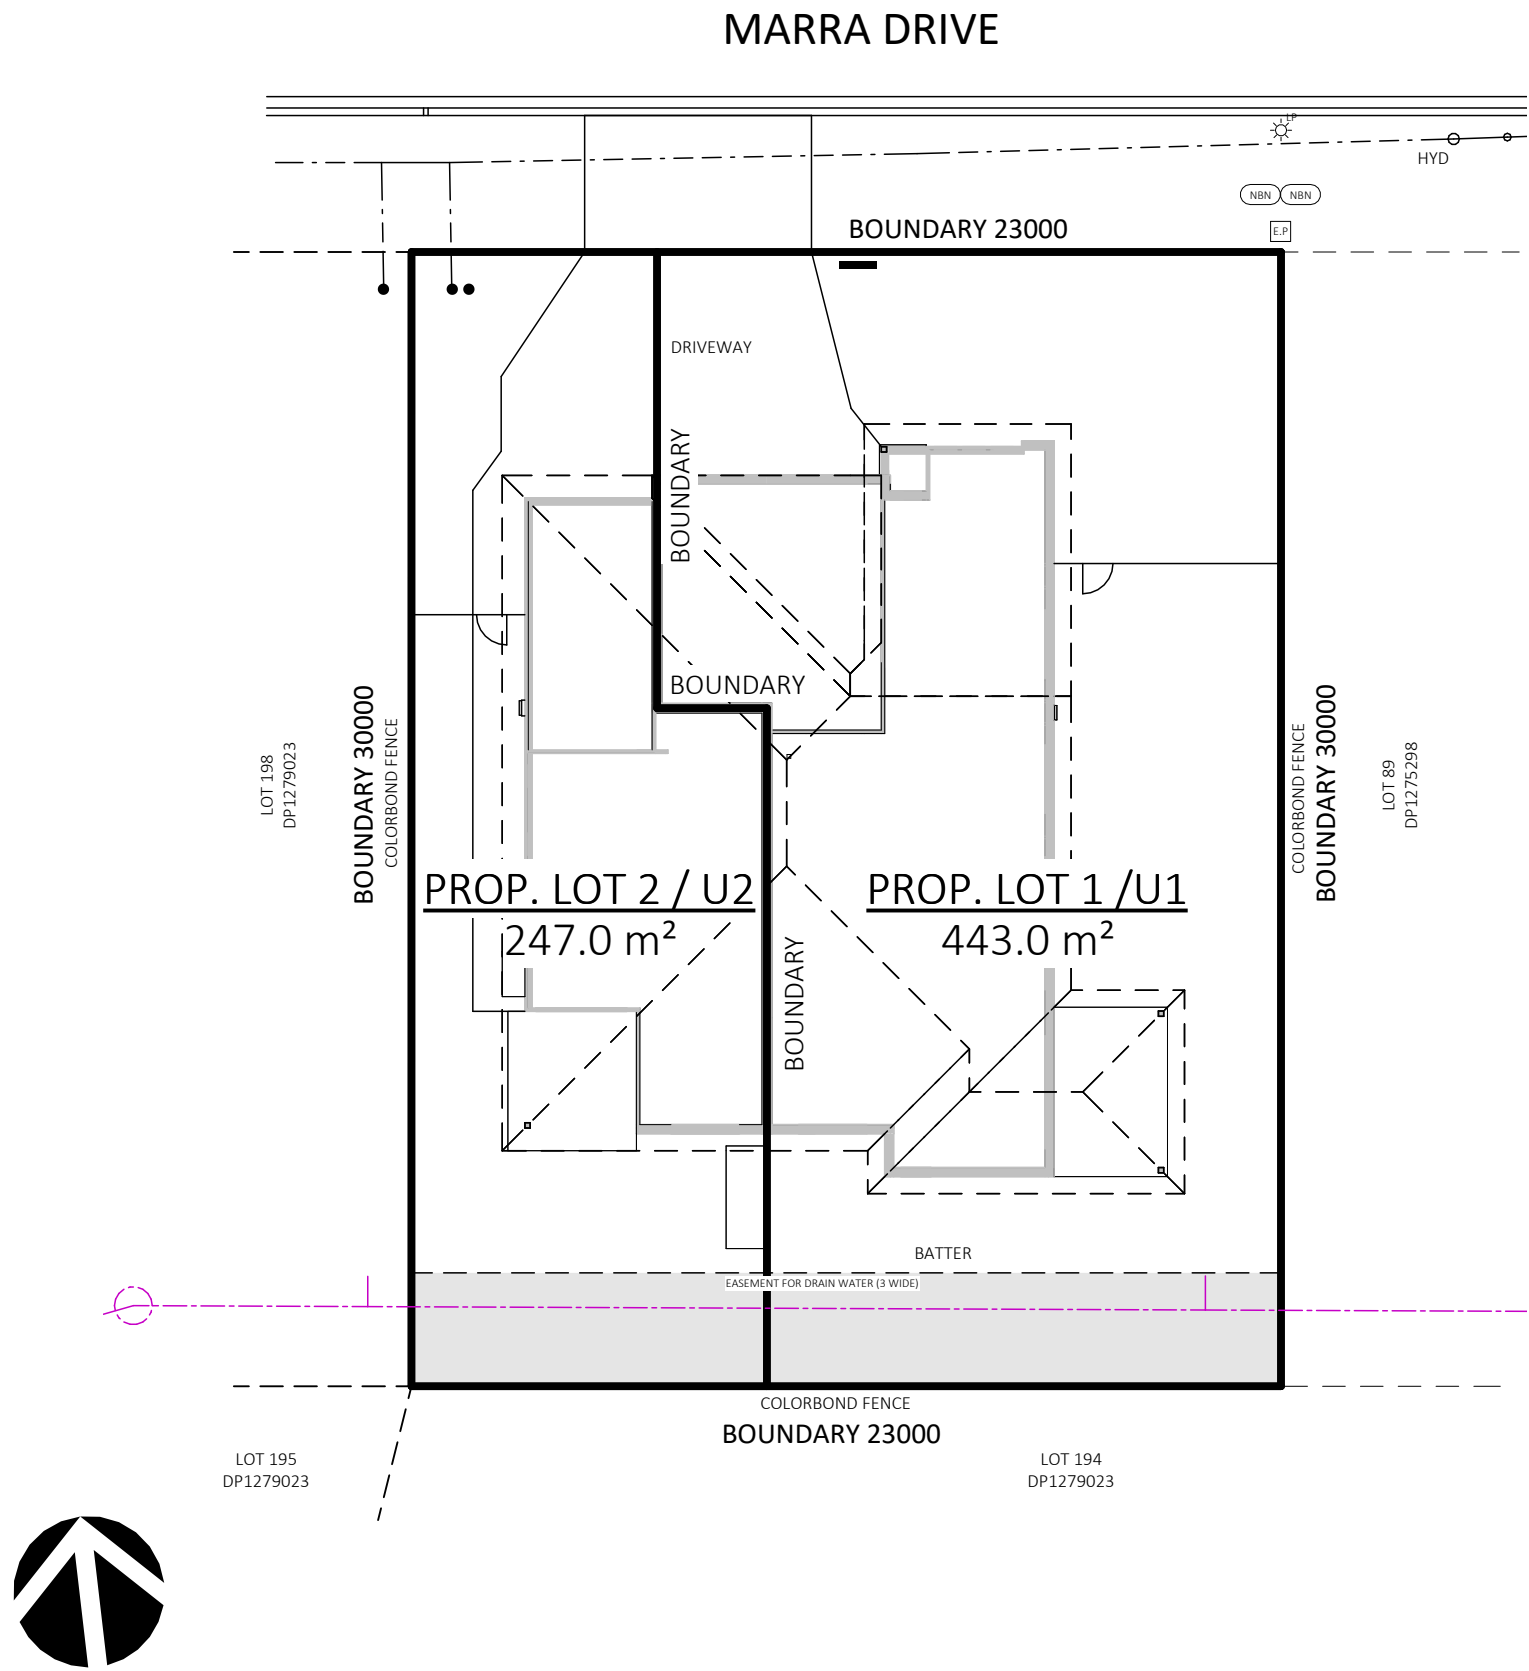 MARRA DRIVE
LP
HYD
NBN
NBN
BOUNDARY 23000
E.P
DRIVEWAY
BOUNDARY
BOUNDARY
LOT 198
DP1279023
BOUNDARY 30000
COLORBOND FENCE
COLORBOND FENCE
BOUNDARY 30000
LOT 89
DP1275298
PROP. LOT 2 / U2
247.0 m²
PROP. LOT 1 /U1
443.0 m²
BOUNDARY
BATTER
EASEMENT FOR DRAIN WATER (3 WIDE)
COLORBOND FENCE
BOUNDARY 23000
LOT 195
DP1279023
LOT 194
DP1279023